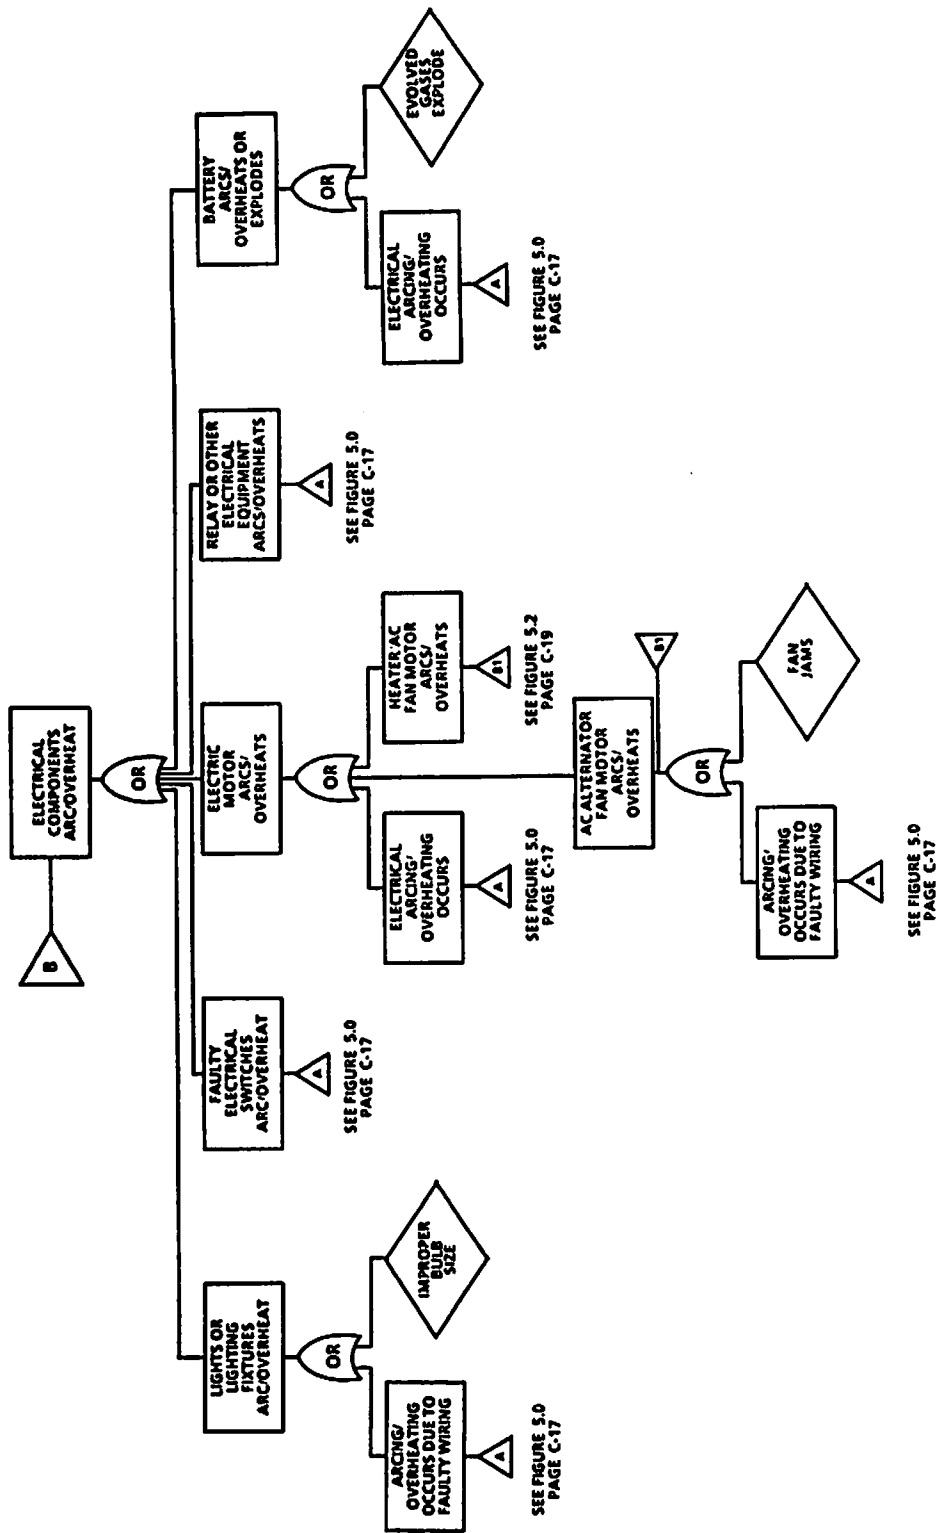 ELECTRICAL
COMPONENTS
ARC/OVERHEAT
B
OR
LIGHTS OR
LIGHTING
FIXTURES
ARC/OVERHEAT
OR
ARCING/
OVERHEATING
OCCURS DUE TO
FAULTY WIRING
A
SEE FIGURE 5.0
PAGE C-17
IMPROPER
BULB
SIZE
FAULTY
ELECTRICAL
SWITCHES
ARC/OVERHEAT
A
SEE FIGURE 5.0
PAGE C-17
ELECTRIC
MOTOR
ARCS/
OVERHEATS
OR
ELECTRICAL
ARCING/
OVERHEATING
OCCURS
A
SEE FIGURE 5.0
PAGE C-17
HEATER/AC
FAN MOTOR
ARCS/
OVERHEATS
B1
SEE FIGURE 5.2
PAGE C-19
AC ALTERNATOR
FAN MOTOR
ARCS/
OVERHEATS
B1
OR
ARCING/
OVERHEATING
OCCURS DUE TO
FAULTY WIRING
A
SEE FIGURE 5.0
PAGE C-17
FAN
JAMS
RELAY OR OTHER
ELECTRICAL
EQUIPMENT
ARCS/OVERHEATS
A
SEE FIGURE 5.0
PAGE C-17
BATTERY
ARCS/
OVERHEATS OR
EXPLODES
OR
ELECTRICAL
ARCING/
OVERHEATING
OCCURS
A
SEE FIGURE 5.0
PAGE C-17
EVOLVED
GASES
EXPLODE